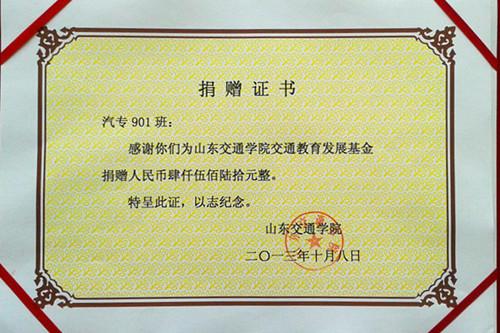 捐赠证书
汽专901班：
感谢你们为山东交通学院交通教育发展基金
捐赠人民币肆仟伍佰陆拾元整。
特呈此证，以志纪念。
山东交通学院
二〇一三年十月八日